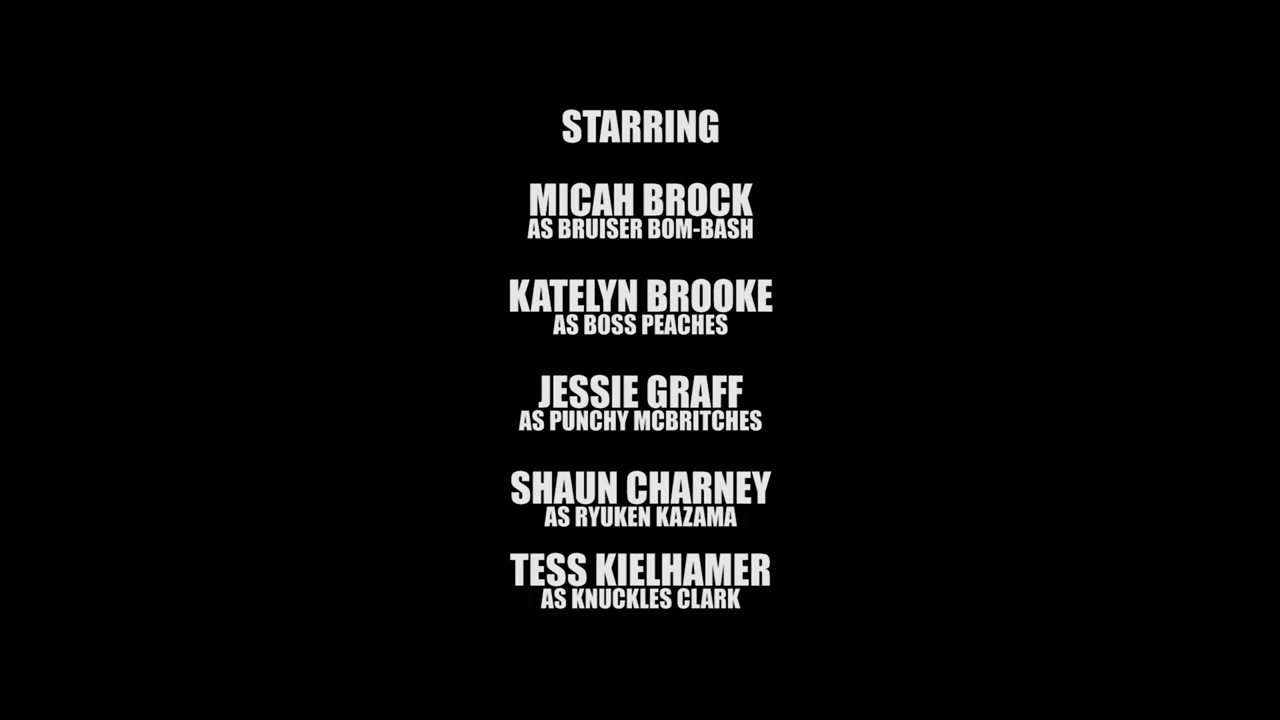 STARRING
MICAH BROCK
AS BRUISER BOM-BASH
KATELYN BROOKE
AS BOSS PEACHES
JESSIE GRAFF
AS PUNCHY MCBRITCHES
SHAUN CHARNEY
AS RYUKEN KAZAMA
TESS KIELHAMER
AS KNUCKLES CLARK